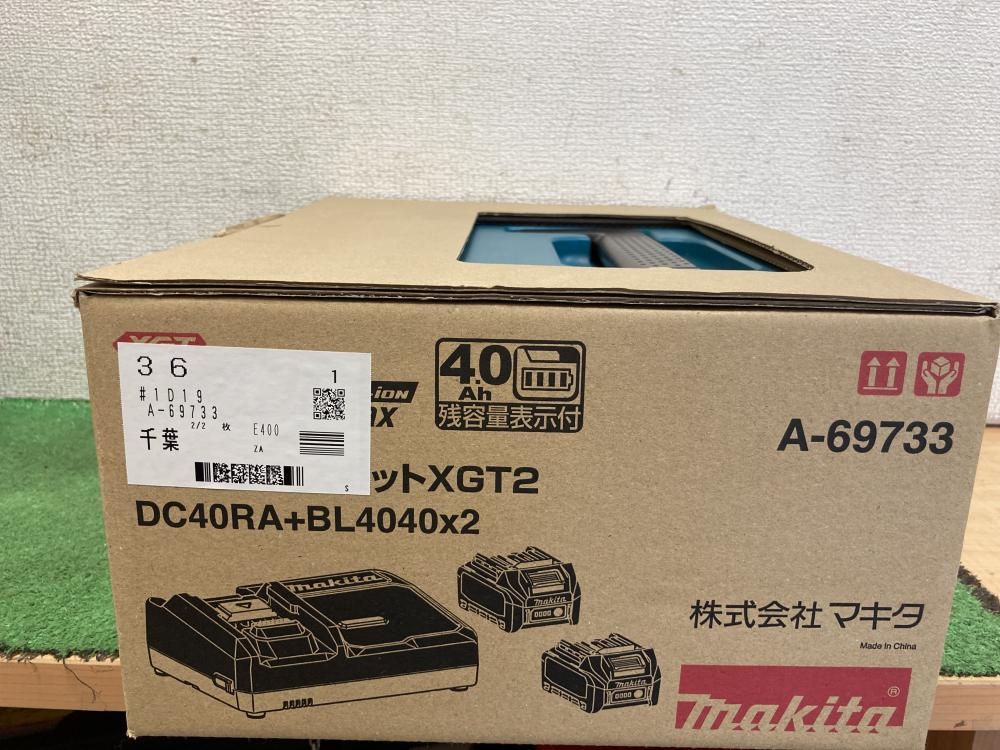 XGT
36
1
#1D19
A-69733
2/2 枚 E400
千葉
ZA
S
Li-ION
4.0
Ah
残容量表示付
A-69733
ットXGT2
DC40RA+BL4040x2
makita
makita
makita
株式会社 マキタ
Made in China
makita®